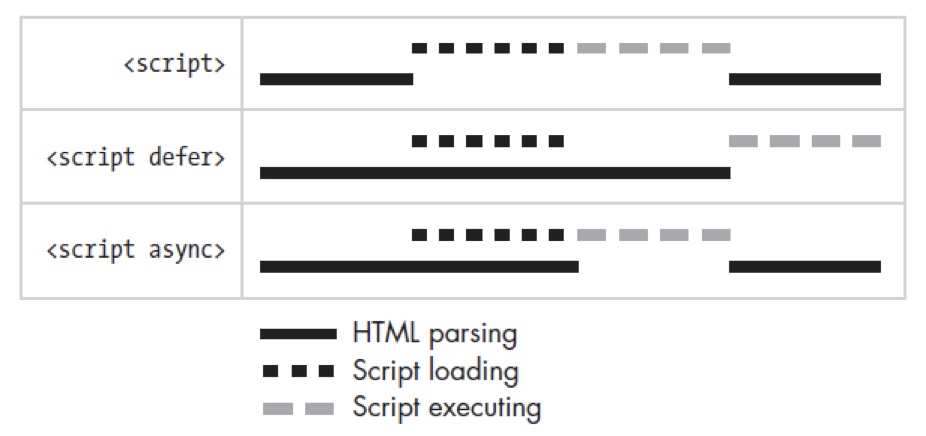 <script>
<script defer>
<script async>
HTML parsing
Script loading
Script executing